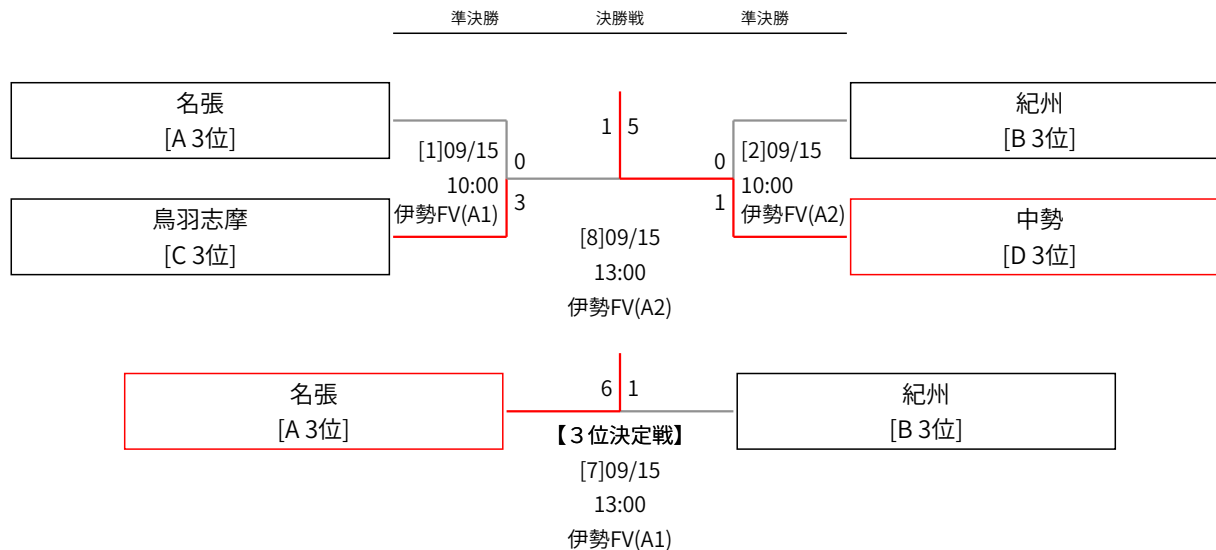 準決勝 決勝戦 準決勝
名張
[A 3位]
鳥羽志摩
[C 3位]
[1]09/15
10:00
伊勢FV(A1)
0
3
1 5
[8]09/15
13:00
伊勢FV(A2)
0
1
[2]09/15
10:00
伊勢FV(A2)
紀州
[B 3位]
中勢
[D 3位]
名張
[A 3位]
6 1
【３位決定戦】
[7]09/15
13:00
伊勢FV(A1)
紀州
[B 3位]